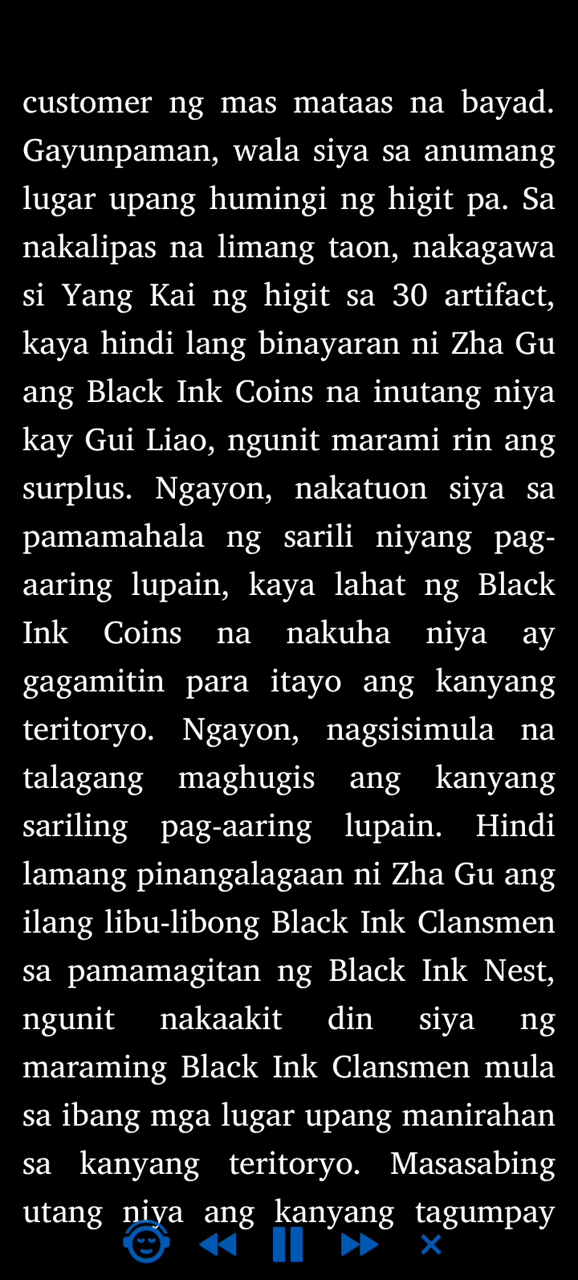 customer ng mas mataas na bayad.
Gayunpaman, wala siya sa anumang
lugar upang humingi ng higit pa. Sa
nakalipas na limang taon, nakagawa
si Yang Kai ng higit sa 30 artifact,
kaya hindi lang binayaran ni Zha Gu
ang Black Ink Coins na inutang niya
kay Gui Liao, ngunit marami rin ang
surplus. Ngayon, nakatuon siya sa
pamamahala ng sarili niyang pag-
aaring lupain, kaya lahat ng Black
Ink Coins na nakuha niya ay
gagamitin para itayo ang kanyang
teritoryo. Ngayon, nagsisimula na
talagang maghugis ang kanyang
sariling pag-aaring lupain. Hindi
lamang pinangalagaan ni Zha Gu ang
ilang libu-libong Black Ink Clansmen
sa pamamagitan ng Black Ink Nest,
ngunit nakaakit din siya ng
maraming Black Ink Clansmen mula
sa ibang mga lugar upang manirahan
sa kanyang teritoryo. Masasabing
utang niya ang kanyang tagumpay